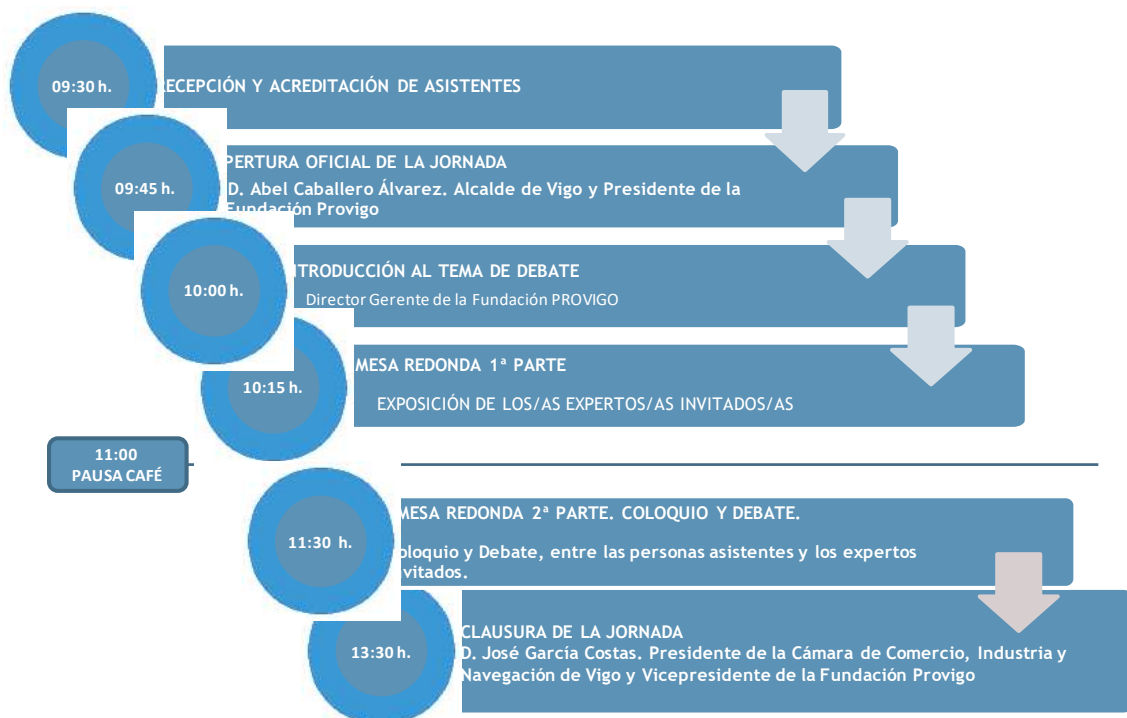 09:30 h.
RECEPCIÓN Y ACREDITACIÓN DE ASISTENTES
09:45 h.
PERTURA OFICIAL DE LA JORNADA
D. Abel Caballero Álvarez. Alcalde de Vigo y Presidente de la
Fundación Provigo
10:00 h.
NTRODUCCIÓN AL TEMA DE DEBATE
Director Gerente de la Fundación PROVIGO
10:15 h.
MESA REDONDA 1ª PARTE
EXPOSICIÓN DE LOS/AS EXPERTOS/AS INVITADOS/AS
11:00
PAUSA CAFÉ
11:30 h.
MESA REDONDA 2ª PARTE. COLOQUIO Y DEBATE.
oloquio y Debate, entre las personas asistentes y los expertos
vitados.
13:30 h.
CLAUSURA DE LA JORNADA
D. José García Costas. Presidente de la Cámara de Comercio, Industria y
Navegación de Vigo y Vicepresidente de la Fundación Provigo